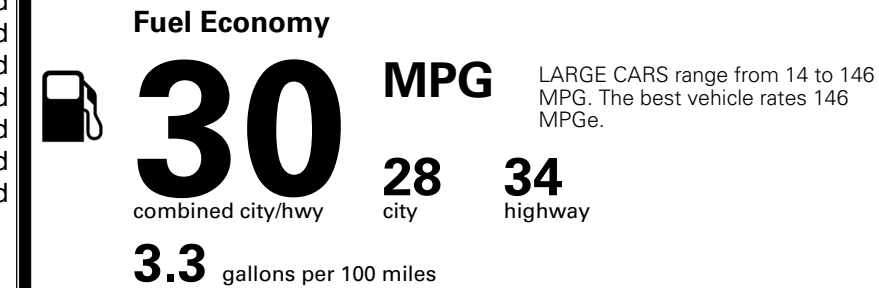 d
d
d
d
d
d
d
Fuel Economy
30
MPG
LARGE CARS range from 14 to 146
MPG. The best vehicle rates 146
MPGe.
28
34
combined city/hwy
city
highway
3.3 gallons per 100 miles